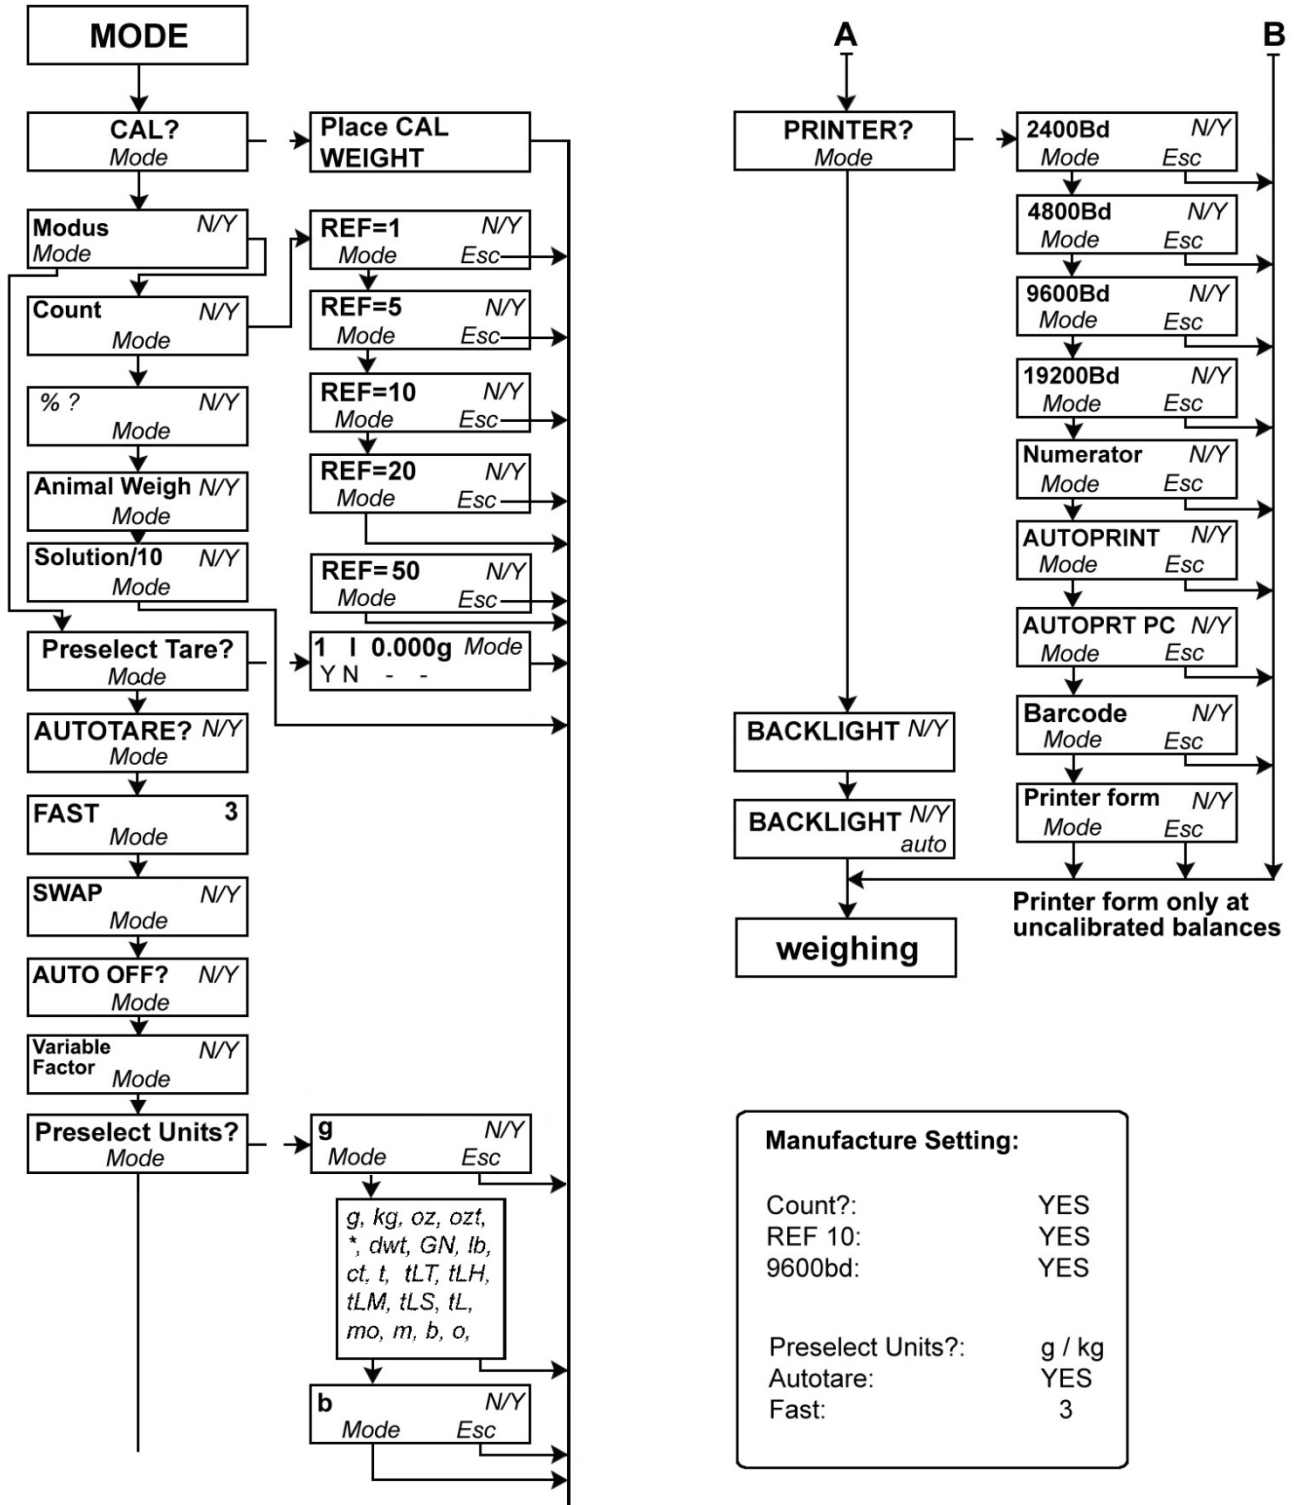 MODE
CAL?
Mode
Place CAL
WEIGHT
Modus N/Y
Mode
REF=1 N/Y
Mode Esc
Count N/Y
Mode
REF=5 N/Y
Mode Esc
% ? N/Y
Mode
REF=10 N/Y
Mode Esc
Animal Weigh N/Y
Mode
REF=20 N/Y
Mode Esc
Solution/10 N/Y
Mode
REF=50 N/Y
Mode Esc
Preselect Tare?
Mode
1 I 0.000g Mode
Y N - -
AUTOTARE? N/Y
Mode
FAST 3
Mode
SWAP N/Y
Mode
AUTO OFF? N/Y
Mode
Variable N/Y
Factor
Mode
Preselect Units?
Mode
g N/Y
Mode Esc
g, kg, oz, ozt,
*, dwt, GN, lb,
ct, t, tLT, tLH,
tLM, tLS, tL,
mo, m, b, o,
b N/Y
Mode Esc
A
B
PRINTER?
Mode
2400Bd N/Y
Mode Esc
4800Bd N/Y
Mode Esc
9600Bd N/Y
Mode Esc
19200Bd N/Y
Mode Esc
Numerator N/Y
Mode Esc
AUTOPRINT N/Y
Mode Esc
AUTOPRT PC N/Y
Mode Esc
Barcode N/Y
Mode Esc
Printer form N/Y
Mode Esc
BACKLIGHT N/Y
BACKLIGHT N/Y
auto
Printer form only at
uncalibrated balances
weighing
Manufacture Setting:
Count?: YES
REF 10: YES
9600bd: YES
Preselect Units?: g / kg
Autotare: YES
Fast: 3